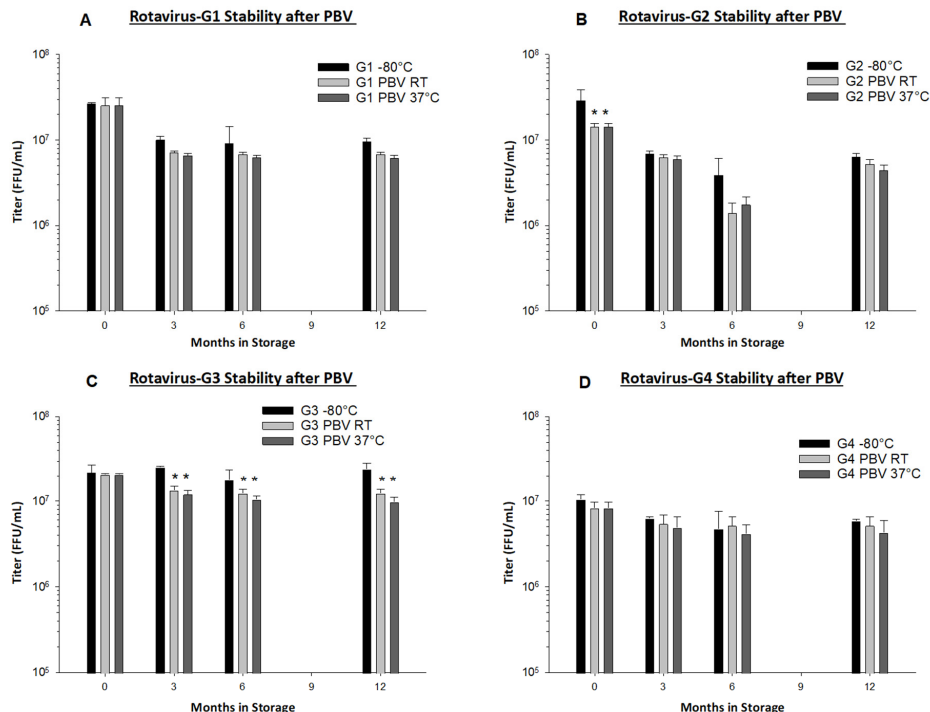 A
Rotavirus-G1 Stability after PBV
G1 -80°C
G1 PBV RT
G1 PBV 37°C
Titer (FFU/mL)
10⁸
10⁷
10⁶
10⁵
0 3 6 9 12
Months in Storage
B
Rotavirus-G2 Stability after PBV
G2 -80°C
G2 PBV RT
G2 PBV 37°C
* *
Titer (FFU/mL)
10⁸
10⁷
10⁶
10⁵
0 3 6 9 12
Months in Storage
C
Rotavirus-G3 Stability after PBV
G3 -80°C
G3 PBV RT
G3 PBV 37°C
* * * * * *
Titer (FFU/mL)
10⁸
10⁷
10⁶
10⁵
0 3 6 9 12
Months in Storage
D
Rotavirus-G4 Stability after PBV
G4 -80°C
G4 PBV RT
G4 PBV 37°C
Titer (FFU/mL)
10⁸
10⁷
10⁶
10⁵
0 3 6 9 12
Months in Storage